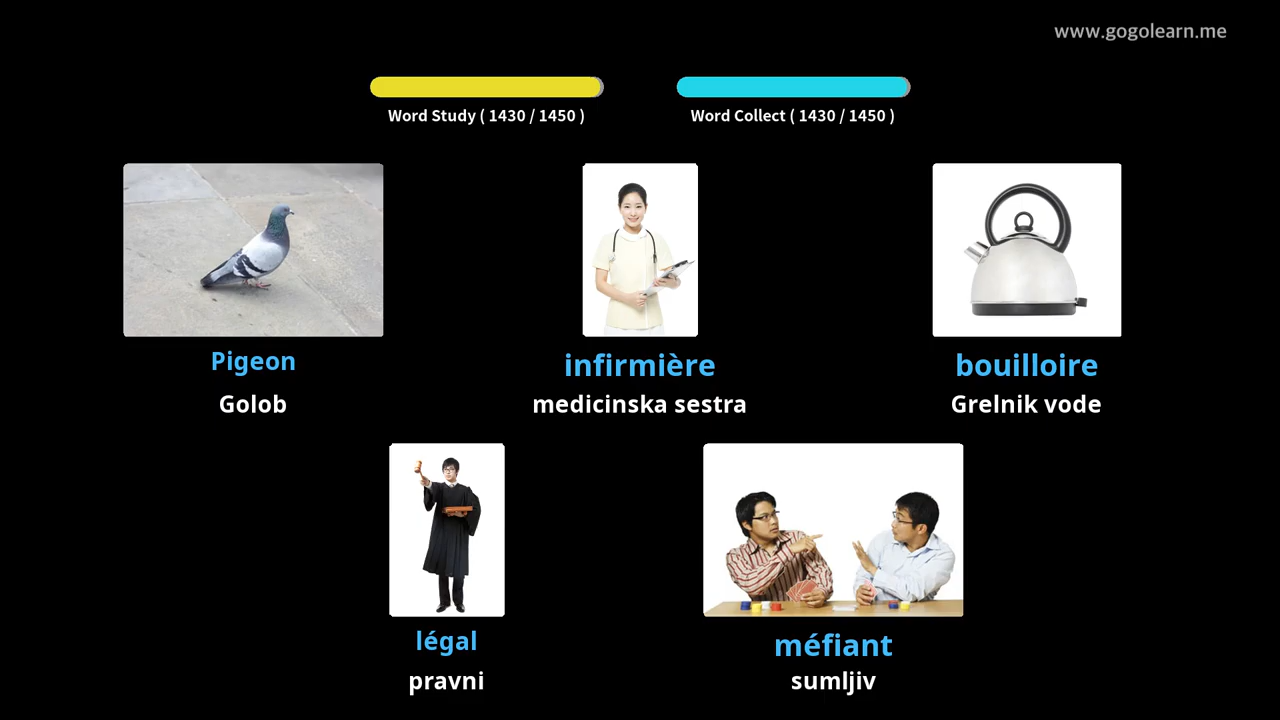 www.gogolearn.me
Word Study ( 1430 / 1450 )
Word Collect ( 1430 / 1450 )
Pigeon
Golob
infirmière
medicinska sestra
bouilloire
Grelnik vode
légal
pravni
méfiant
sumljiv